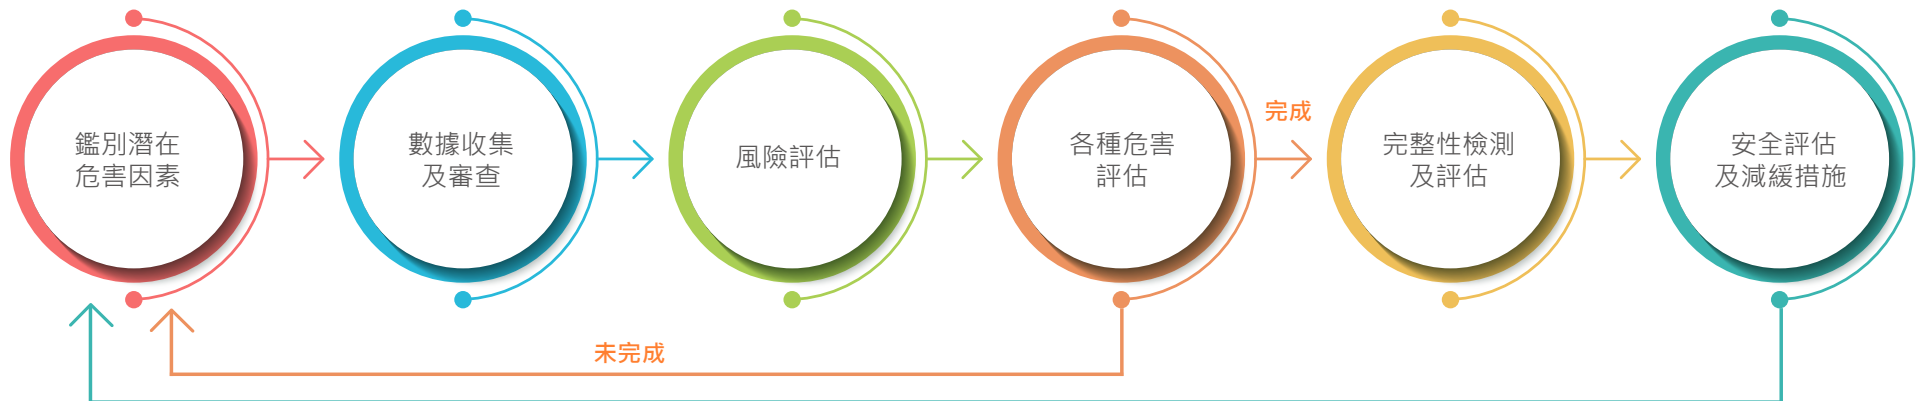 鑑別潛在
危害因素
數據收集
及審查
風險評估
各種危害
評估
完成
完整性檢測
及評估
安全評估
及減緩措施
未完成